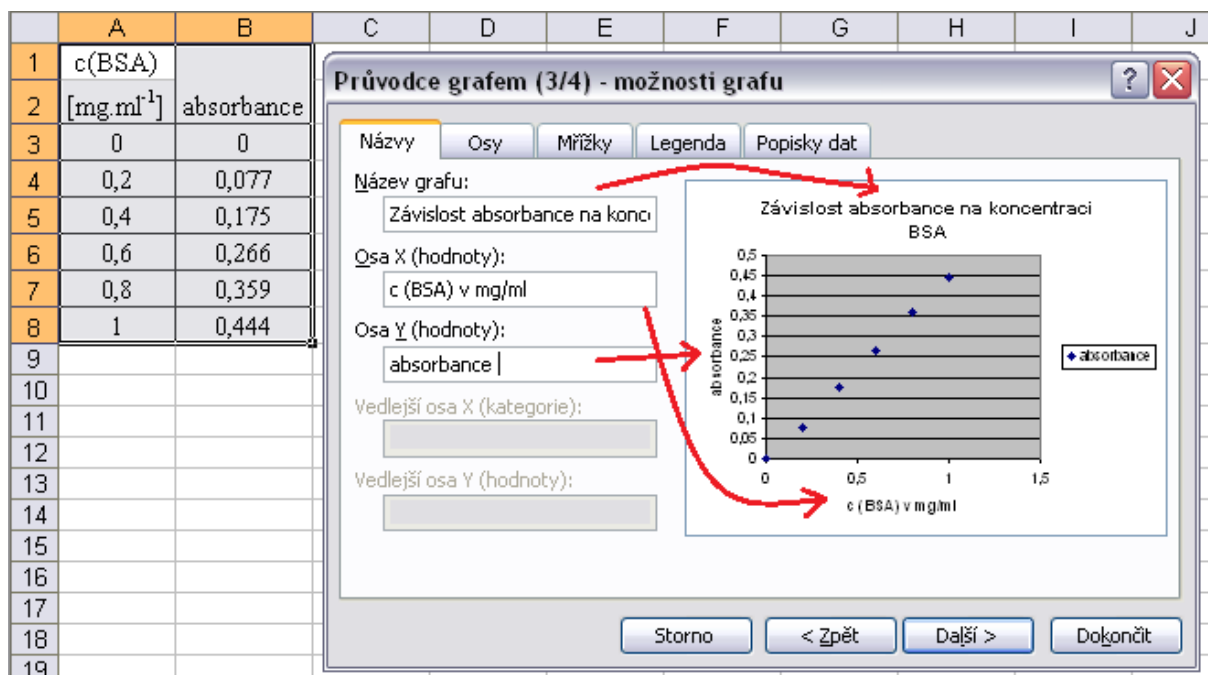 A B C D E F G H I J
1 c(BSA)
2 [mg.ml⁻¹] absorbance
3 0 0
4 0,2 0,077
5 0,4 0,175
6 0,6 0,266
7 0,8 0,359
8 1 0,444
9
10
11
12
13
14
15
16
17
18
19
Průvodce grafem (3/4) - možnosti grafu
Názvy Osy Mřížky Legenda Popisky dat
Název grafu:
Závislost absorbance na konc
Osa X (hodnoty):
c (BSA) v mg/ml
Osa Y (hodnoty):
absorbance
Vedlejší osa X (kategorie):
Vedlejší osa Y (hodnoty):
Závislost absorbance na koncentraci
BSA
absorbance
0,5
0,45
0,4
0,35
0,3
0,25
0,2
0,15
0,1
0,05
0
0 0,5 1 1,5
c (BSA) v mg/ml
absorbance
Storno < Zpět Další > Dokončit